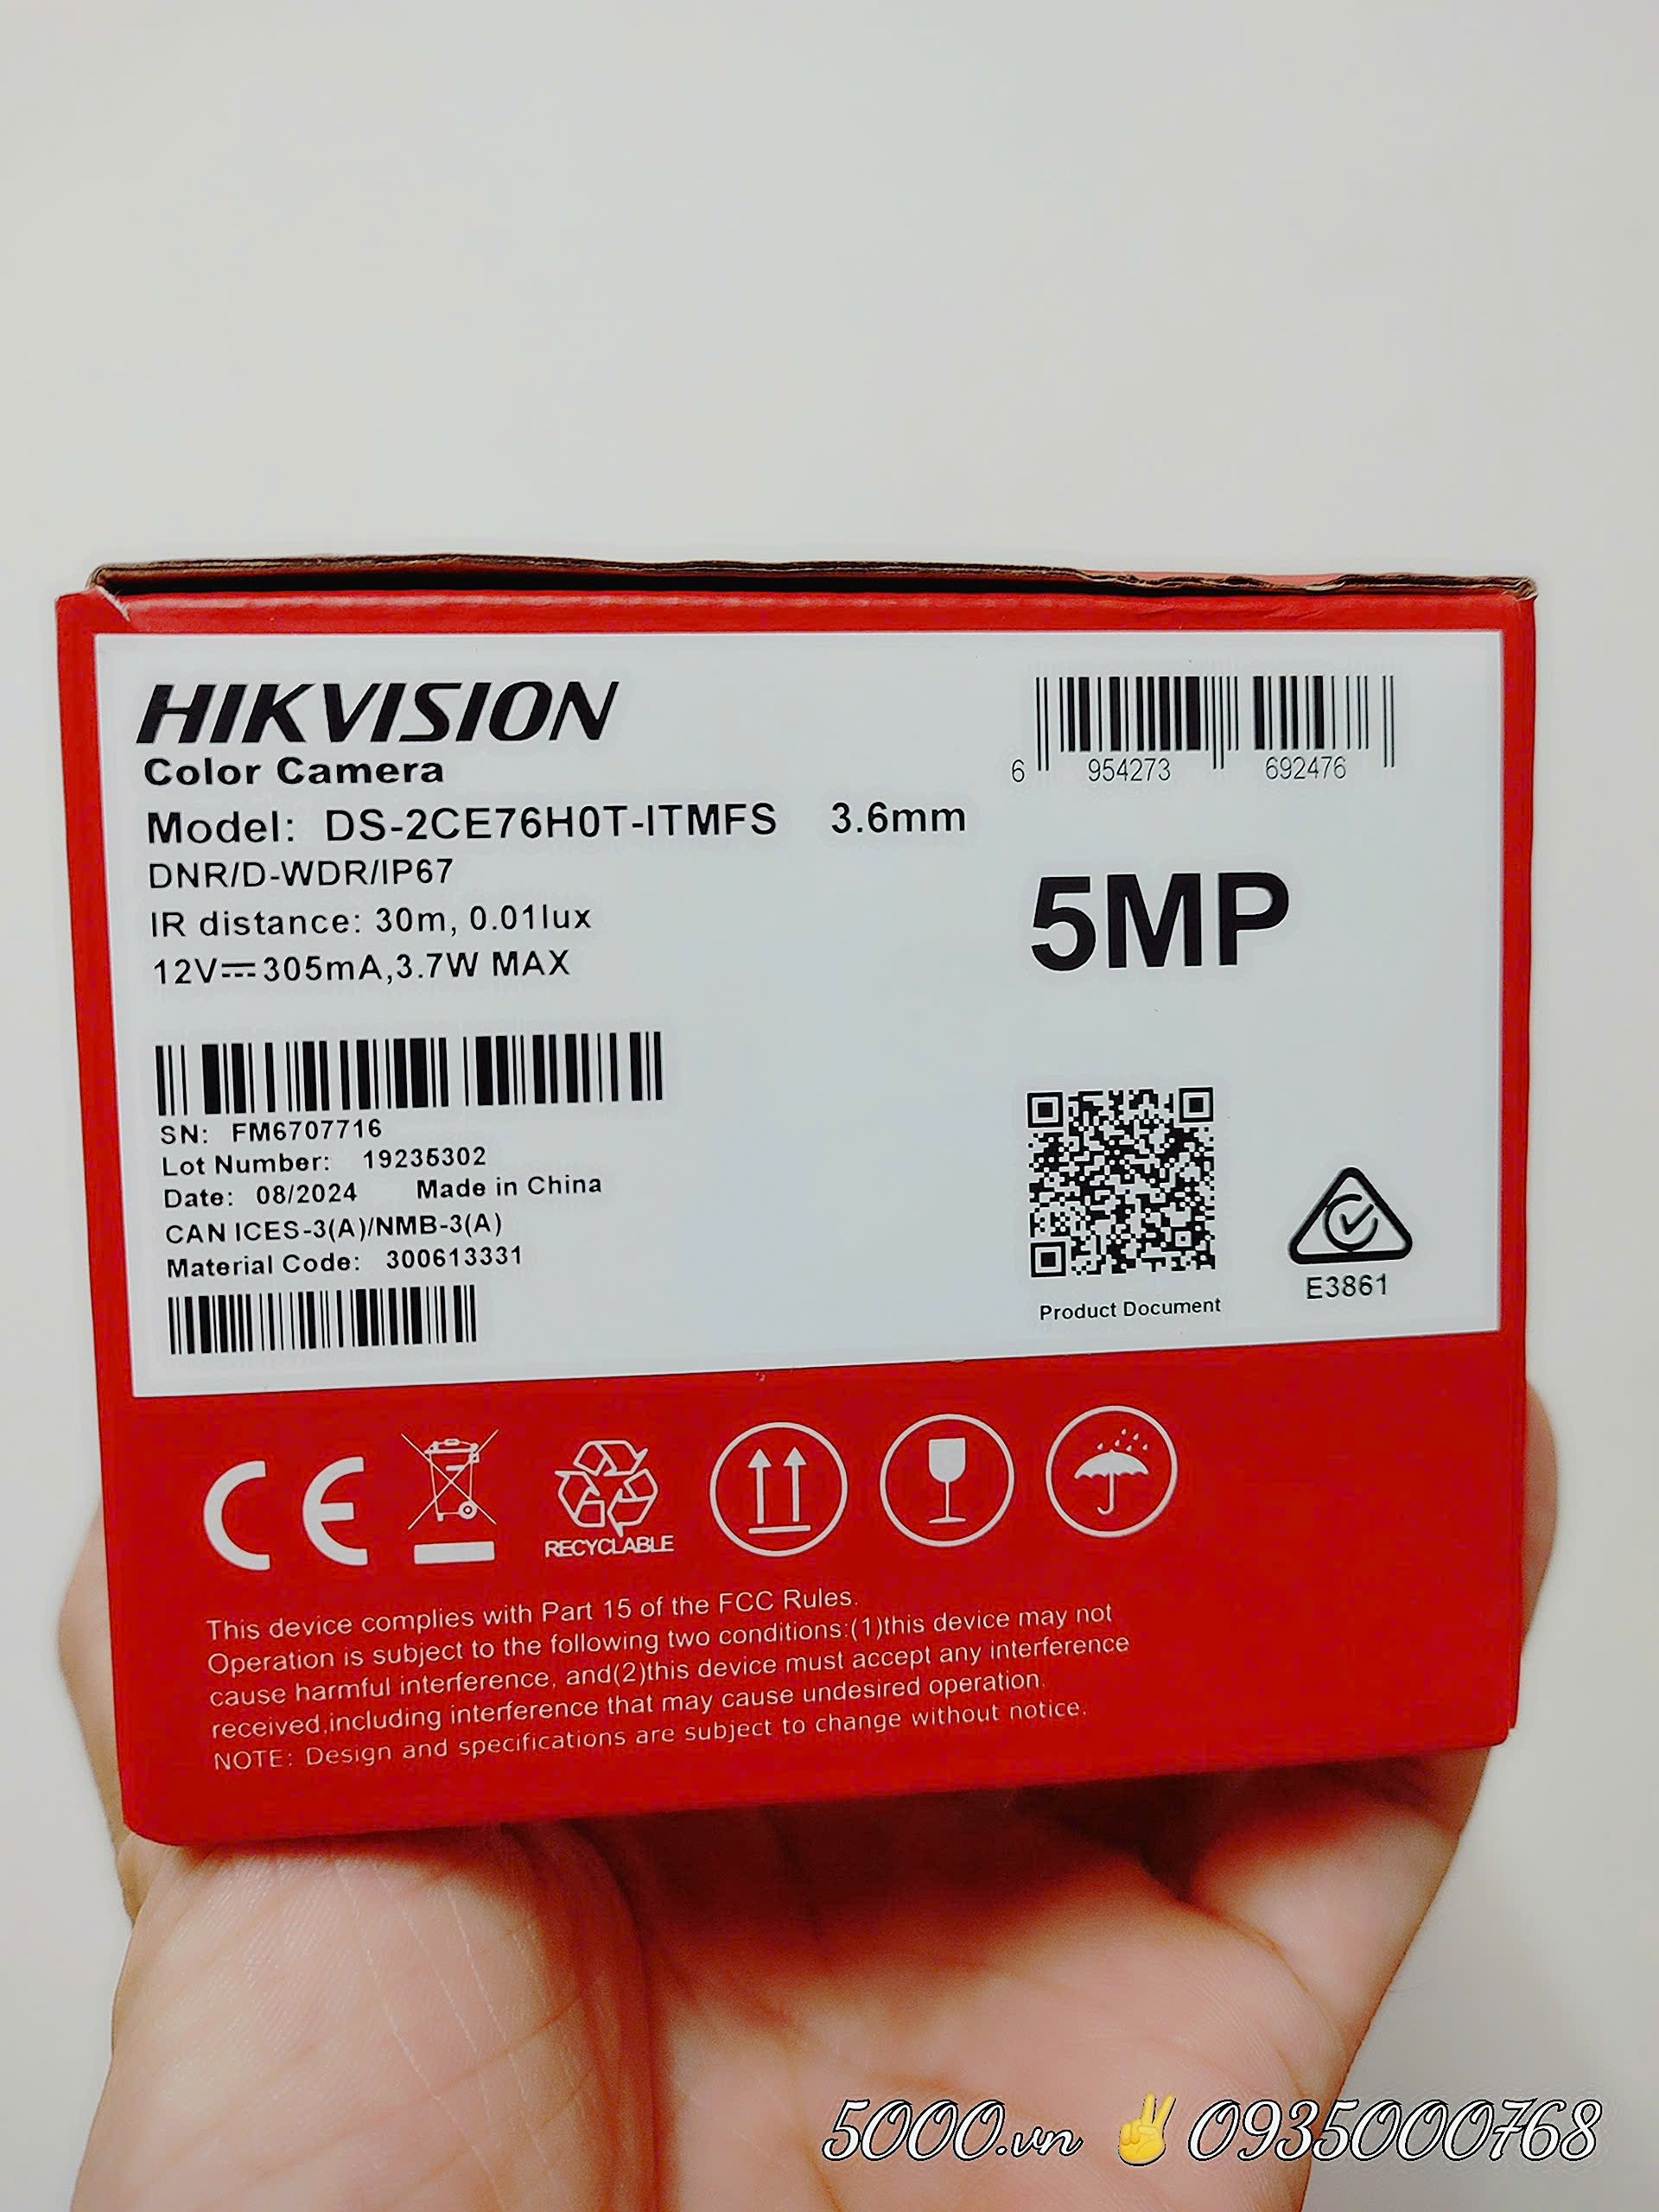 HIKVISION
Color Camera
Model: DS-2CE76H0T-ITMFS 3.6mm
DNR/D-WDR/IP67
IR distance: 30m, 0.01lux
12V⎓305mA,3.7W MAX
6 954273 692476
5MP
SN: FM6707716
Lot Number: 19235302
Date: 08/2024 Made in China
CAN ICES-3(A)/NMB-3(A)
Material Code: 300613331
Product Document
E3861
CE
RECYCLABLE
This device complies with Part 15 of the FCC Rules.
Operation is subject to the following two conditions:(1)this device may not
cause harmful interference, and(2)this device must accept any interference
received,including interference that may cause undesired operation.
NOTE: Design and specifications are subject to change without notice.
5000.vn ✌ 0935000768